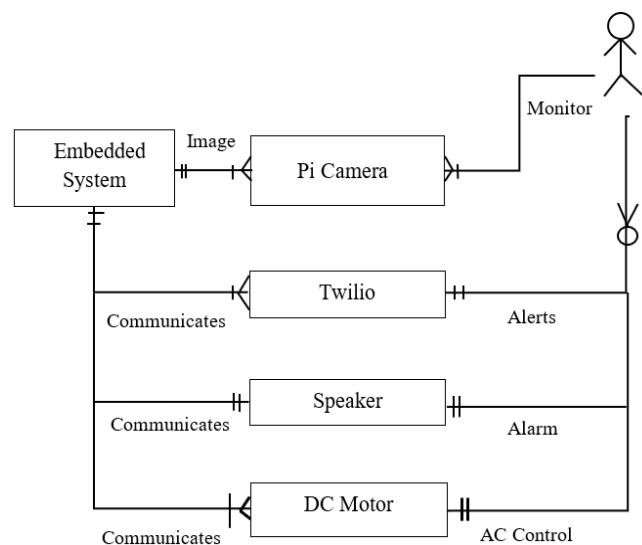 Monitor
Image
Embedded
System
Pi Camera
Twilio
Communicates
Alerts
Speaker
Communicates
Alarm
DC Motor
Communicates
AC Control